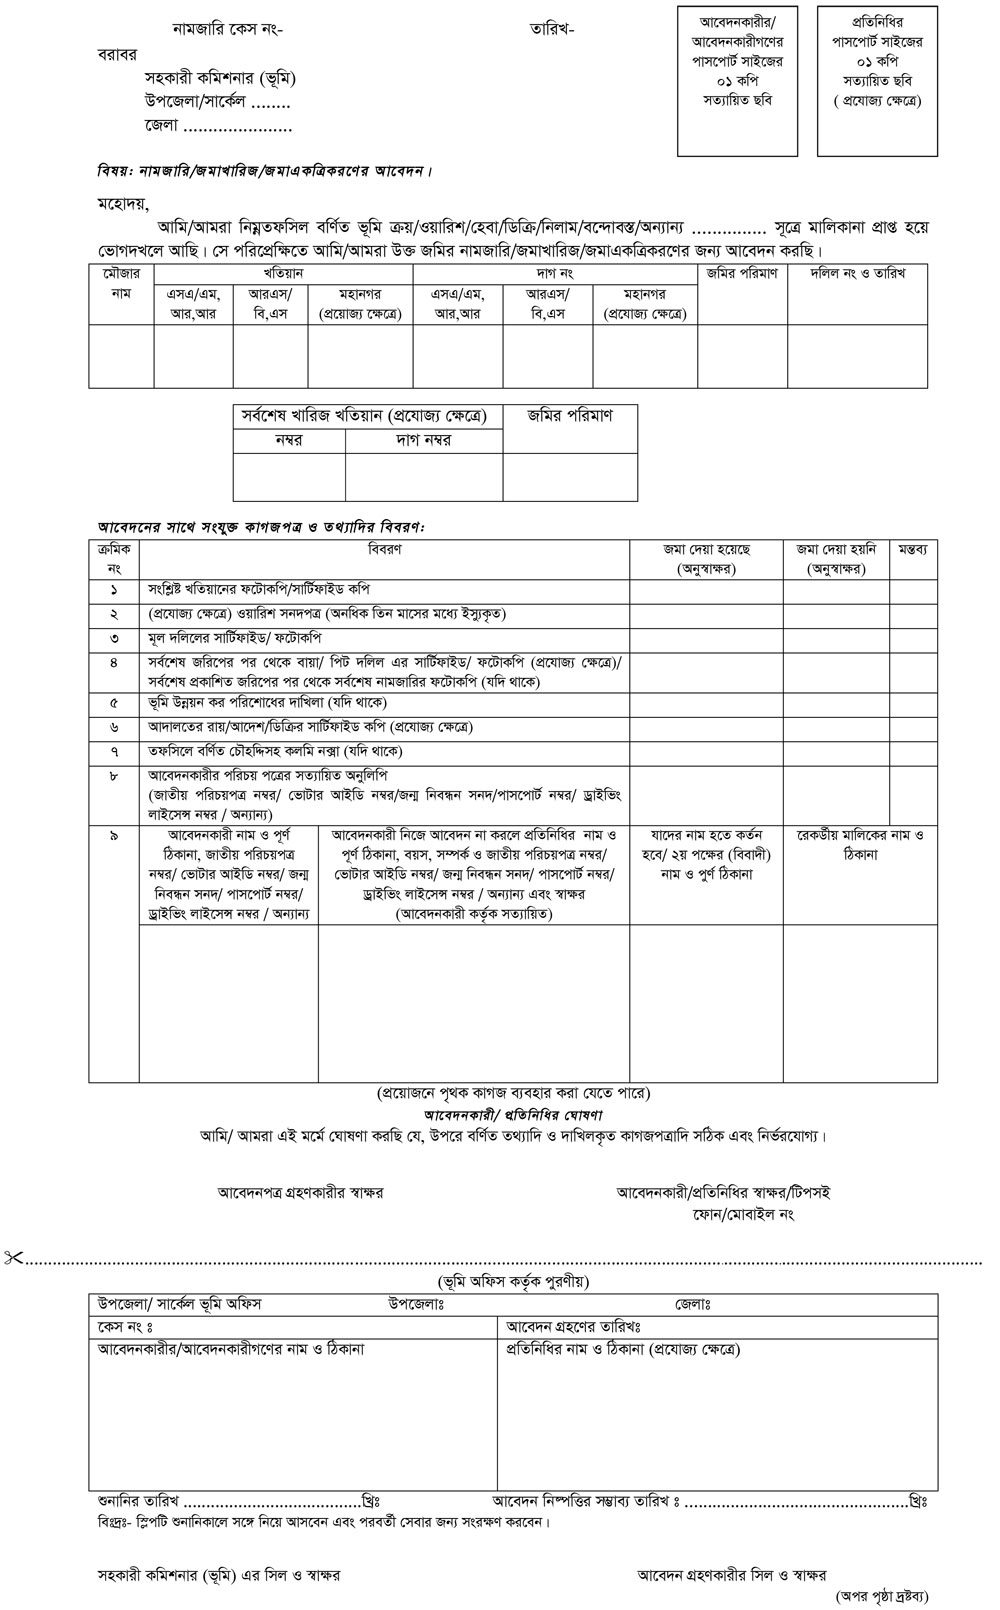 নামজারি কেস নং-
তারিখ-
আবেদনকারীর/
আবেদনকারীগণের
পাসপোর্ট সাইজের
০১ কপি
সত্যায়িত ছবি
প্রতিনিধির
পাসপোর্ট সাইজের
০১ কপি
সত্যায়িত ছবি
( প্রযোজ্য ক্ষেত্রে)
বরাবর
সহকারী কমিশনার (ভূমি)
উপজেলা/সার্কেল ........
জেলা ......................
বিষয়: নামজারি/জমাখারিজ/জমাএকত্রিকরণের আবেদন।
মহোদয়,
আমি/আমরা নিম্নতফসিল বর্ণিত ভূমি ক্রয়/ওয়ারিশ/হেবা/ডিক্রি/নিলাম/বন্দোবস্ত/অন্যান্য ............... সূত্রে মালিকানা প্রাপ্ত হয়ে
ভোগদখলে আছি। সে পরিপ্রেক্ষিতে আমি/আমরা উক্ত জমির নামজারি/জমাখারিজ/জমাএকত্রিকরণের জন্য আবেদন করছি।
মৌজার
নাম
খতিয়ান
দাগ নং
জমির পরিমাণ
দলিল নং ও তারিখ
এসএ/এম,
আর,আর
আরএস/
বি,এস
মহানগর
(প্রয়োজ্য ক্ষেত্রে)
এসএ/এম,
আর,আর
আরএস/
বি,এস
মহানগর
(প্রযোজ্য ক্ষেত্রে)
সর্বশেষ খারিজ খতিয়ান (প্রযোজ্য ক্ষেত্রে)
জমির পরিমাণ
নম্বর
দাগ নম্বর
আবেদনের সাথে সংযুক্ত কাগজপত্র ও তথ্যাদির বিবরণ:
ক্রমিক
নং
বিবরণ
জমা দেয়া হয়েছে
(অনুস্বাক্ষর)
জমা দেয়া হয়নি
(অনুস্বাক্ষর)
মন্তব্য
১ সংশ্লিষ্ট খতিয়ানের ফটোকপি/সার্টিফাইড কপি
২ (প্রযোজ্য ক্ষেত্রে) ওয়ারিশ সনদপত্র (অনধিক তিন মাসের মধ্যে ইস্যুকৃত)
৩ মূল দলিলের সার্টিফাইড/ ফটোকপি
৪ সর্বশেষ জরিপের পর থেকে বায়া/ পিট দলিল এর সার্টিফাইড/ ফটোকপি (প্রযোজ্য ক্ষেত্রে)/
সর্বশেষ প্রকাশিত জরিপের পর থেকে সর্বশেষ নামজারির ফটোকপি (যদি থাকে)
৫ ভূমি উন্নয়ন কর পরিশোধের দাখিলা (যদি থাকে)
৬ আদালতের রায়/আদেশ/ডিক্রির সার্টিফাইড কপি (প্রযোজ্য ক্ষেত্রে)
৭ তফসিলে বর্ণিত চৌহদ্দিসহ কলমি নক্সা (যদি থাকে)
৮ আবেদনকারীর পরিচয় পত্রের সত্যায়িত অনুলিপি
(জাতীয় পরিচয়পত্র নম্বর/ ভোটার আইডি নম্বর/জন্ম নিবন্ধন সনদ/পাসপোর্ট নম্বর/ ড্রাইভিং
লাইসেন্স নম্বর / অন্যান্য)
৯
আবেদনকারী নাম ও পূর্ণ
ঠিকানা, জাতীয় পরিচয়পত্র
নম্বর/ ভোটার আইডি নম্বর/ জন্ম
নিবন্ধন সনদ/ পাসপোর্ট নম্বর/
ড্রাইভিং লাইসেন্স নম্বর / অন্যান্য
আবেদনকারী নিজে আবেদন না করলে প্রতিনিধির নাম ও
পূর্ণ ঠিকানা, বয়স, সম্পর্ক ও জাতীয় পরিচয়পত্র নম্বর/
ভোটার আইডি নম্বর/ জন্ম নিবন্ধন সনদ/ পাসপোর্ট নম্বর/
ড্রাইভিং লাইসেন্স নম্বর / অন্যান্য এবং স্বাক্ষর
(আবেদনকারী কর্তৃক সত্যায়িত)
যাদের নাম হতে কর্তন
হবে/ ২য় পক্ষের (বিবাদী)
নাম ও পুর্ণ ঠিকানা
রেকর্ডীয় মালিকের নাম ও
ঠিকানা
(প্রয়োজনে পৃথক কাগজ ব্যবহার করা যেতে পারে)
আবেদনকারী/ প্রতিনিধির ঘোষণা
আমি/ আমরা এই মর্মে ঘোষণা করছি যে, উপরে বর্ণিত তথ্যাদি ও দাখিলকৃত কাগজপত্রাদি সঠিক এবং নির্ভরযোগ্য।
আবেদনপত্র গ্রহণকারীর স্বাক্ষর
আবেদনকারী/প্রতিনিধির স্বাক্ষর/টিপসই
ফোন/মোবাইল নং
(ভূমি অফিস কর্তৃক পুরণীয়)
উপজেলা/ সার্কেল ভূমি অফিস
উপজেলাঃ
জেলাঃ
কেস নং ঃ
আবেদন গ্রহণের তারিখঃ
আবেদনকারীর/আবেদনকারীগণের নাম ও ঠিকানা
প্রতিনিধির নাম ও ঠিকানা (প্রযোজ্য ক্ষেত্রে)
শুনানির তারিখ ....................................খ্রিঃ
আবেদন নিষ্পত্তির সম্ভাব্য তারিখ ঃ .............................................খ্রিঃ
বিঃদ্রঃ- স্লিপটি শুনানিকালে সঙ্গে নিয়ে আসবেন এবং পরবর্তী সেবার জন্য সংরক্ষণ করবেন।
সহকারী কমিশনার (ভূমি) এর সিল ও স্বাক্ষর
আবেদন গ্রহণকারীর সিল ও স্বাক্ষর
(অপর পৃষ্ঠা দ্রষ্টব্য)